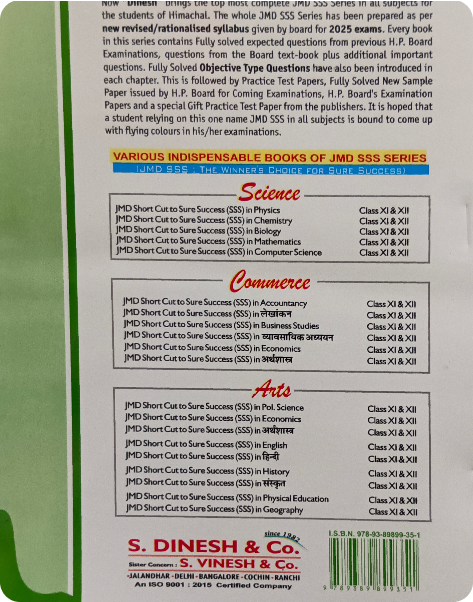 Now "Dinesh" brings the top most complete JMD SSS Series in all subjects for
the students of Himachal. The whole JMD SSS Series has been prepared as per
new revised/rationalised syllabus given by board for 2025 exams. Every book
in this series contains Fully solved expected questions from previous H.P. Board
Examinations, questions from the Board text-book plus additional important
questions. Fully Solved Objective Type Questions have also been introduced in
each chapter. This is followed by Practice Test Papers, Fully Solved New Sample
Paper issued by H.P. Board for Coming Examinations, H.P. Board's Examination
Papers and a special Gift Practice Test Paper from the publishers. It is hoped that
a student relying on this one name JMD SSS in all subjects is bound to come up
with flying colours in his/her examinations.
VARIOUS INDISPENSABLE BOOKS OF JMD SSS SERIES
(JMD SSS : THE WINNER'S CHOICE FOR SURE SUCCESS)
Science
JMD Short Cut to Sure Success (SSS) in Physics Class XI & XII
JMD Short Cut to Sure Success (SSS) in Chemistry Class XI & XII
JMD Short Cut to Sure Success (SSS) in Biology Class XI & XII
JMD Short Cut to Sure Success (SSS) in Mathematics Class XI & XII
JMD Short Cut to Sure Success (SSS) in Computer Science Class XI & XII
Commerce
JMD Short Cut to Sure Success (SSS) in Accountancy Class XI & XII
JMD Short Cut to Sure Success (SSS) in लेखांकन Class XI & XII
JMD Short Cut to Sure Success (SSS) in Business Studies Class XI & XII
JMD Short Cut to Sure Success (SSS) in व्यावसायिक अध्ययन Class XI & XII
JMD Short Cut to Sure Success (SSS) in Economics Class XI & XII
JMD Short Cut to Sure Success (SSS) in अर्थशास्त्र Class XI & XII
Arts
JMD Short Cut to Sure Success (SSS) in Pol. Science Class XI & XII
JMD Short Cut to Sure Success (SSS) in Economics Class XI & XII
JMD Short Cut to Sure Success (SSS) in अर्थशास्त्र Class XI & XII
JMD Short Cut to Sure Success (SSS) in English Class XI & XII
JMD Short Cut to Sure Success (SSS) in हिन्दी Class XI & XII
JMD Short Cut to Sure Success (SSS) in History Class XI & XII
JMD Short Cut to Sure Success (SSS) in संस्कृत Class XI & XII
JMD Short Cut to Sure Success (SSS) in Physical Education Class XI & XII
JMD Short Cut to Sure Success (SSS) in Geography Class XI & XII
since 1982
S. DINESH & Co.
Sister Concern : S. VINESH & Co.
•JALANDHAR •DELHI •BANGALORE •COCHIN •RANCHI
An ISO 9001 : 2015 Certified Company
I.S.B.N. 978-93-89899-35-1
9789389899351